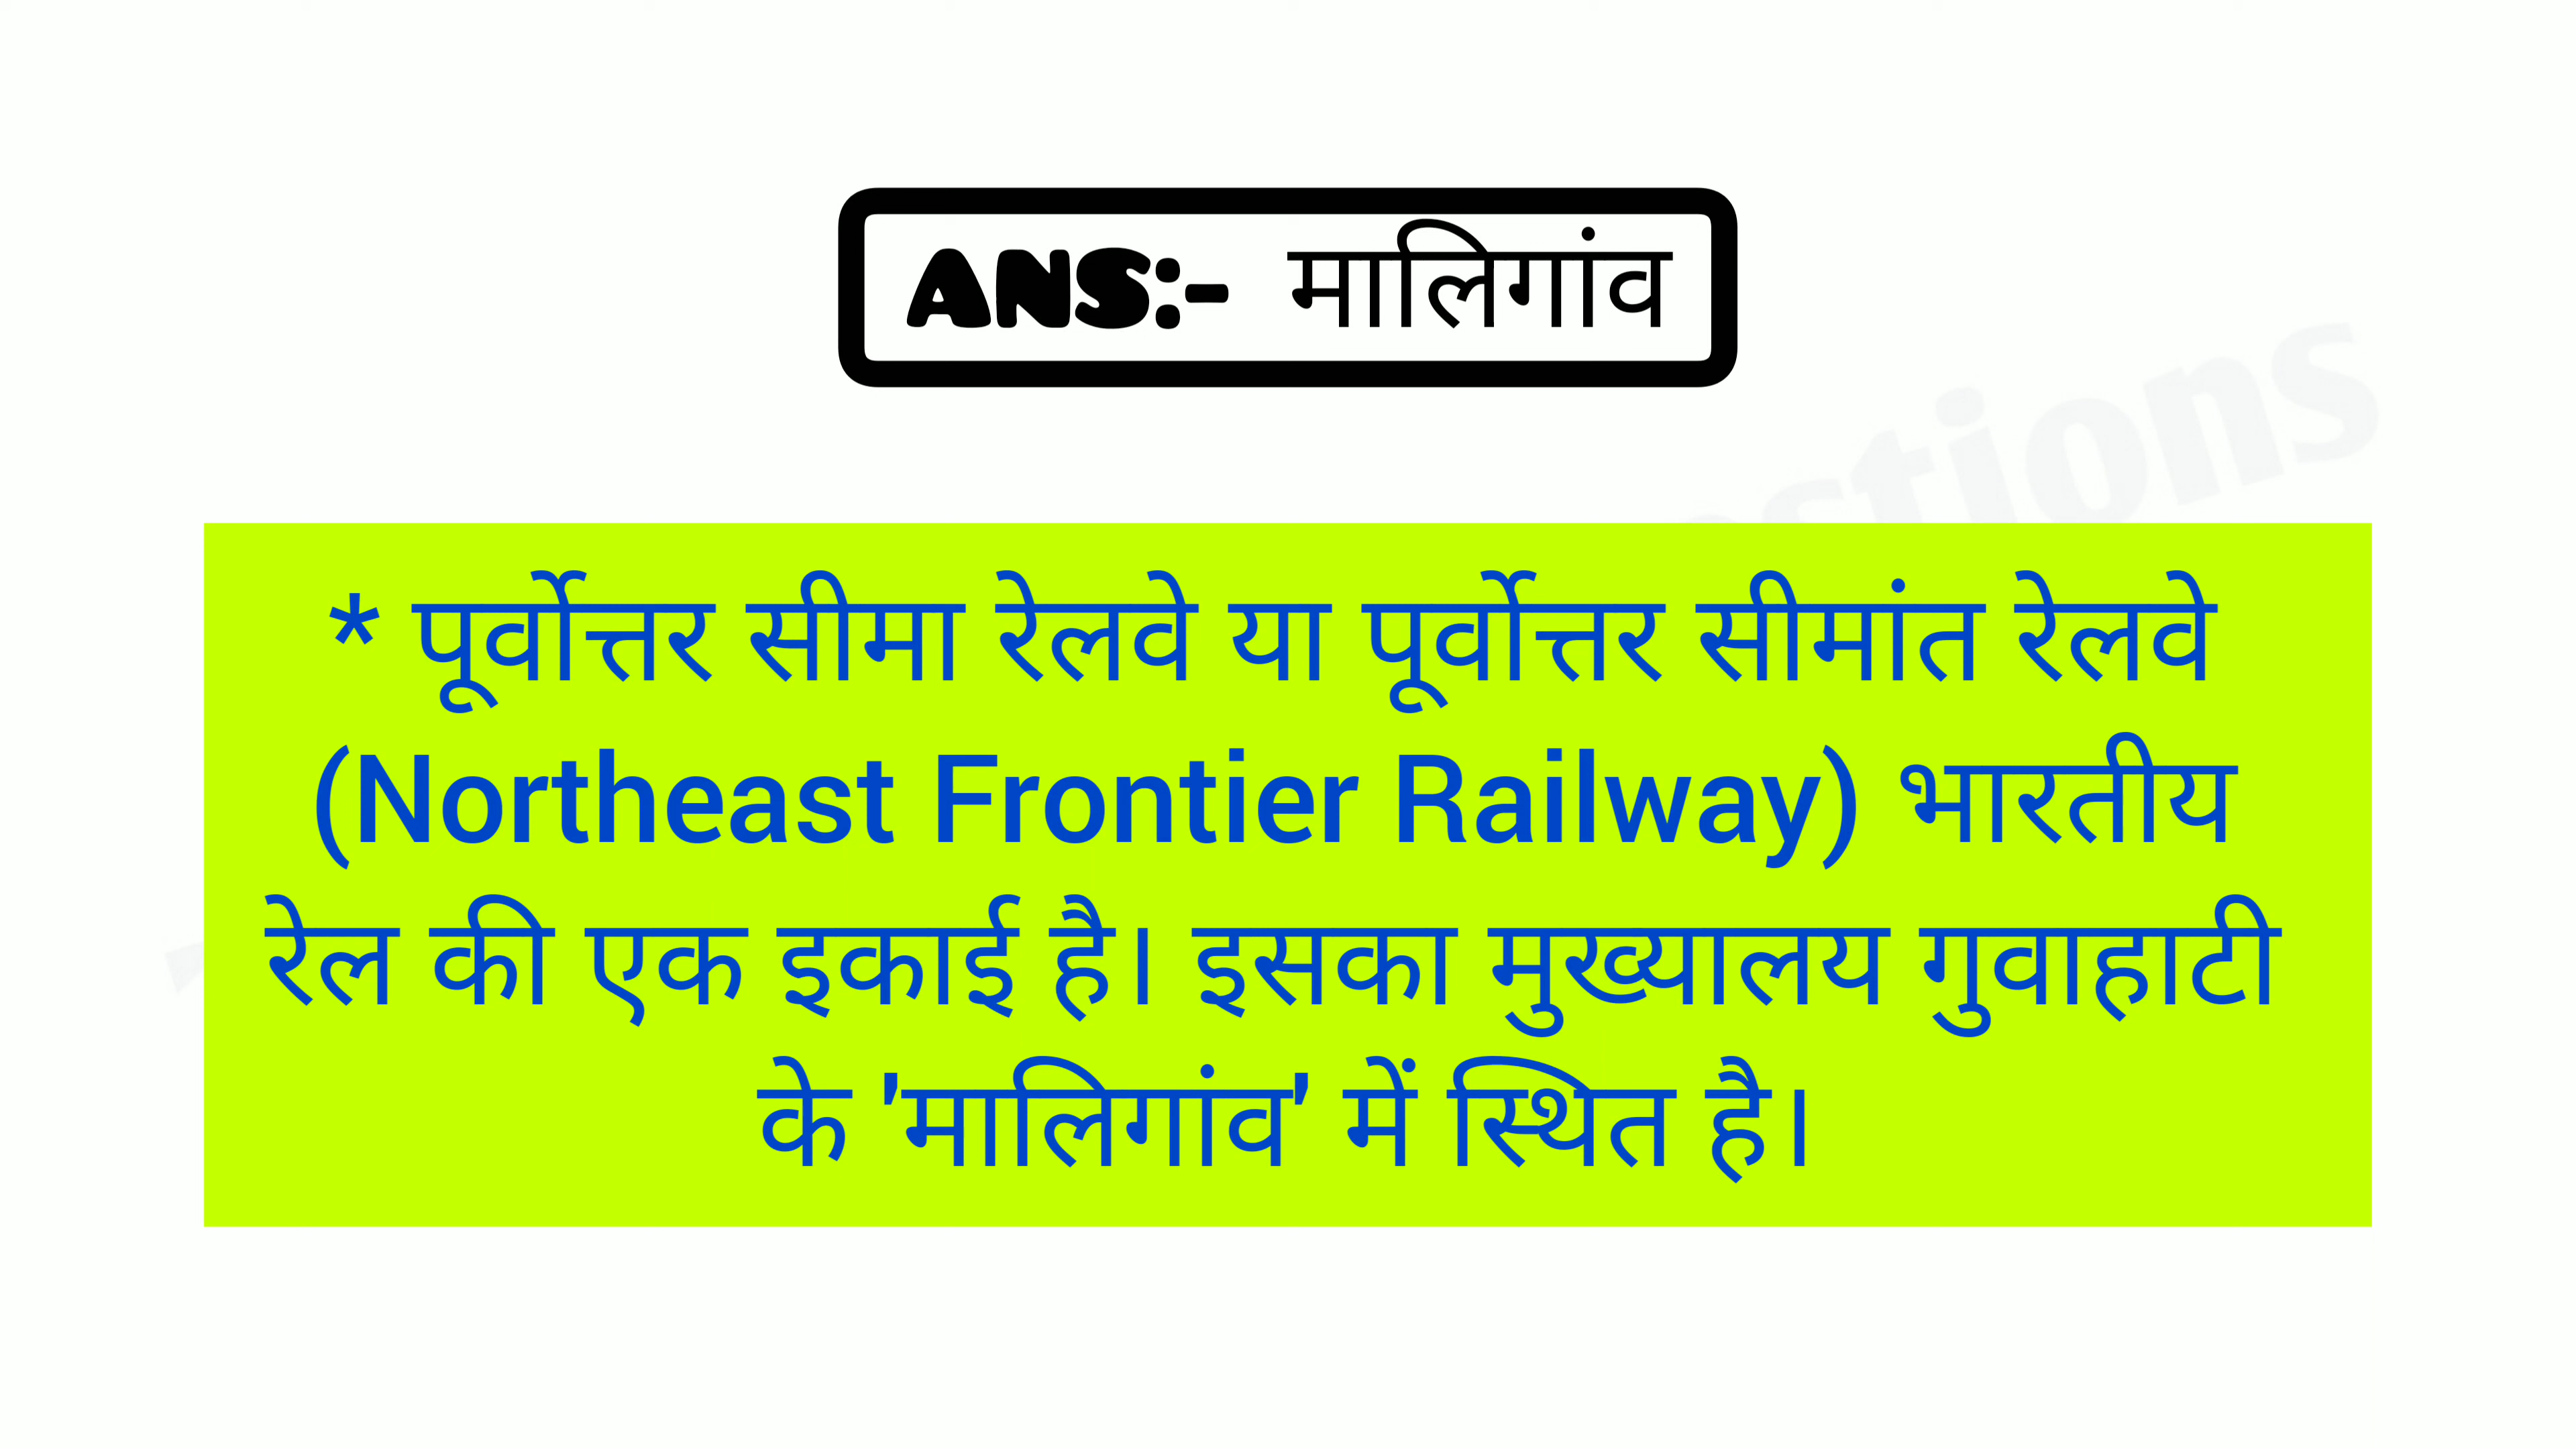 ANS:- मालिगांव
* पूर्वोत्तर सीमा रेलवे या पूर्वोत्तर सीमांत रेलवे
(Northeast Frontier Railway) भारतीय
रेल की एक इकाई है। इसका मुख्यालय गुवाहाटी
के 'मालिगांव' में स्थित है।